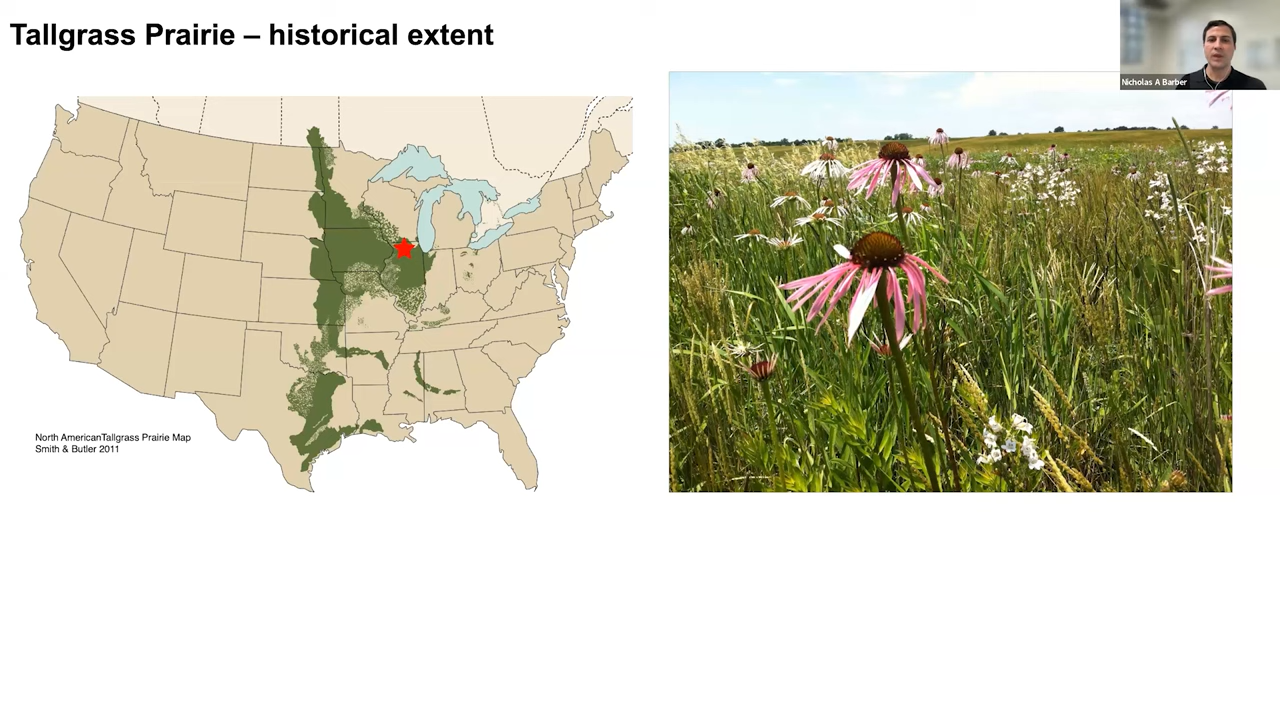 Tallgrass Prairie – historical extent
Nicholas A Barber
North AmericanTallgrass Prairie Map
Smith & Butler 2011